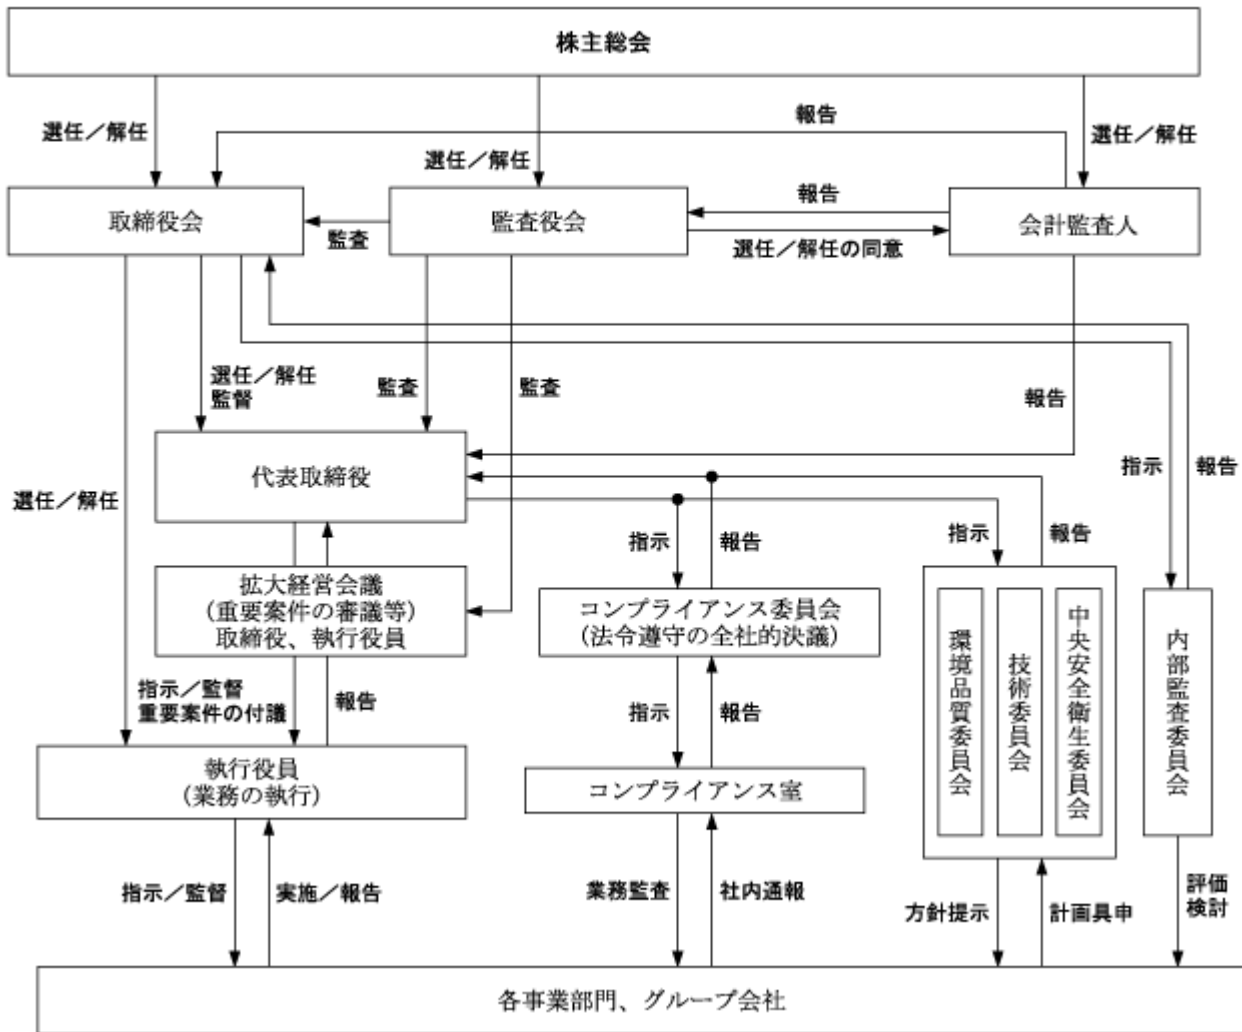 株主総会
選任／解任
選任／解任
報告
選任／解任
取締役会
監査
監査役会
報告
選任／解任の同意
会計監査人
選任／解任
監督
監査
監査
報告
指示
報告
選任／解任
代表取締役
指示
報告
指示
報告
拡大経営会議
（重要案件の審議等）
取締役、執行役員
コンプライアンス委員会
（法令遵守の全社的決議）
環境品質委員会
技術委員会
中央安全衛生委員会
内部監査委員会
指示／監督
重要案件の付議
報告
指示
報告
執行役員
（業務の執行）
コンプライアンス室
指示／監督
実施／報告
業務監査
社内通報
方針提示
計画具申
評価
検討
各事業部門、グループ会社